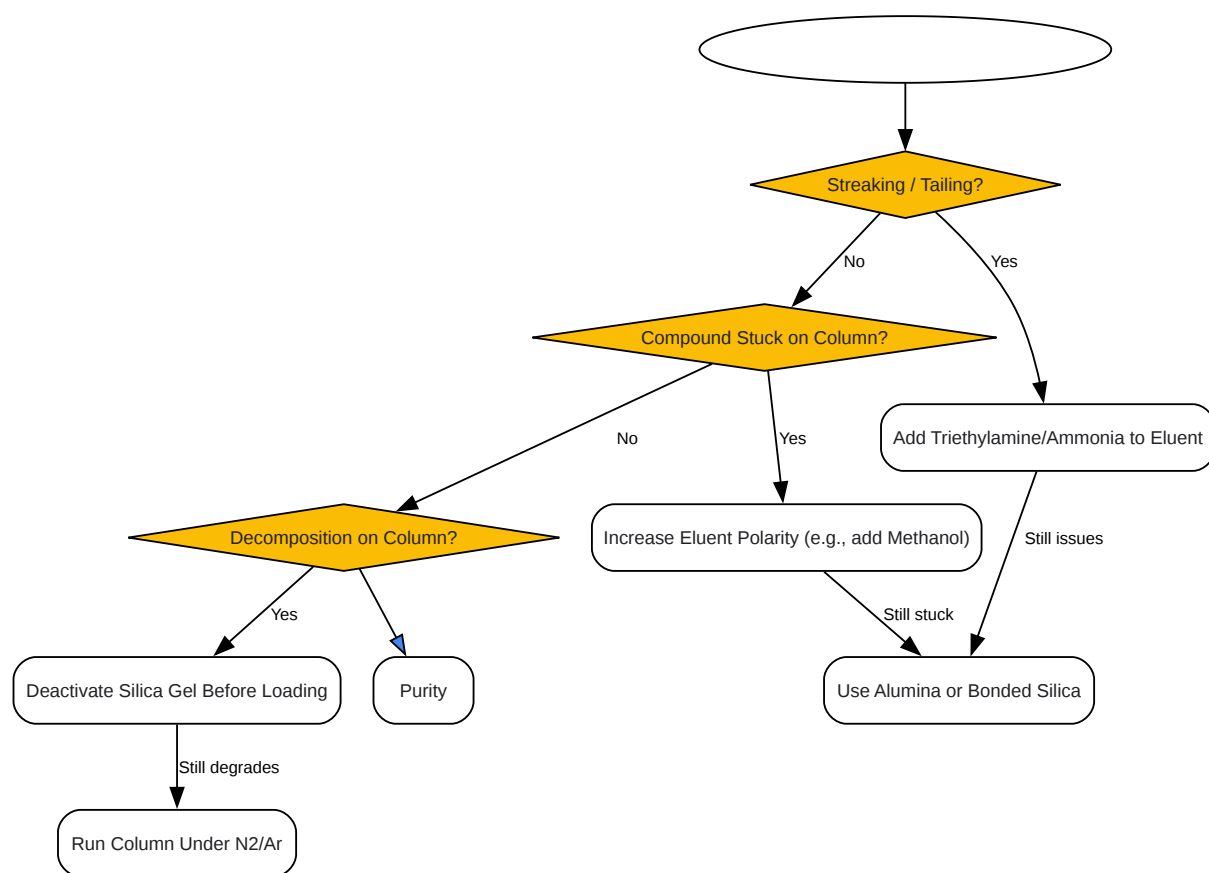 Streaking / Tailing?
No
Yes
Compound Stuck on Column?
Add Triethylamine/Ammonia to Eluent
No
Yes
Decomposition on Column?
Increase Eluent Polarity (e.g., add Methanol)
Still issues
Yes
Still stuck
Deactivate Silica Gel Before Loading
Purity
Use Alumina or Bonded Silica
Still degrades
Run Column Under N2/Ar